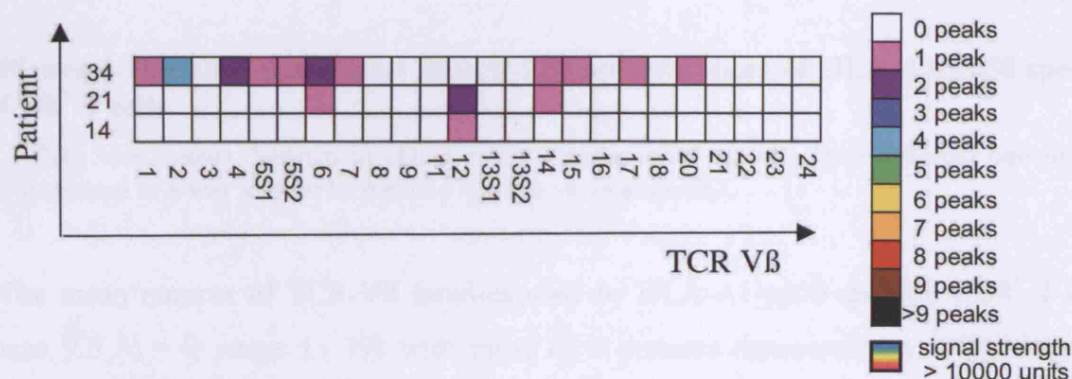 Patient
34
21
14
1 2 3 4 5S1 5S2 6 7 8 9 11 12 13S1 13S2 14 15 16 17 18 20 21 22 23 24
TCR Vß
0 peaks
1 peak
2 peaks
3 peaks
4 peaks
5 peaks
6 peaks
7 peaks
8 peaks
9 peaks
>9 peaks
signal strength
> 10000 units